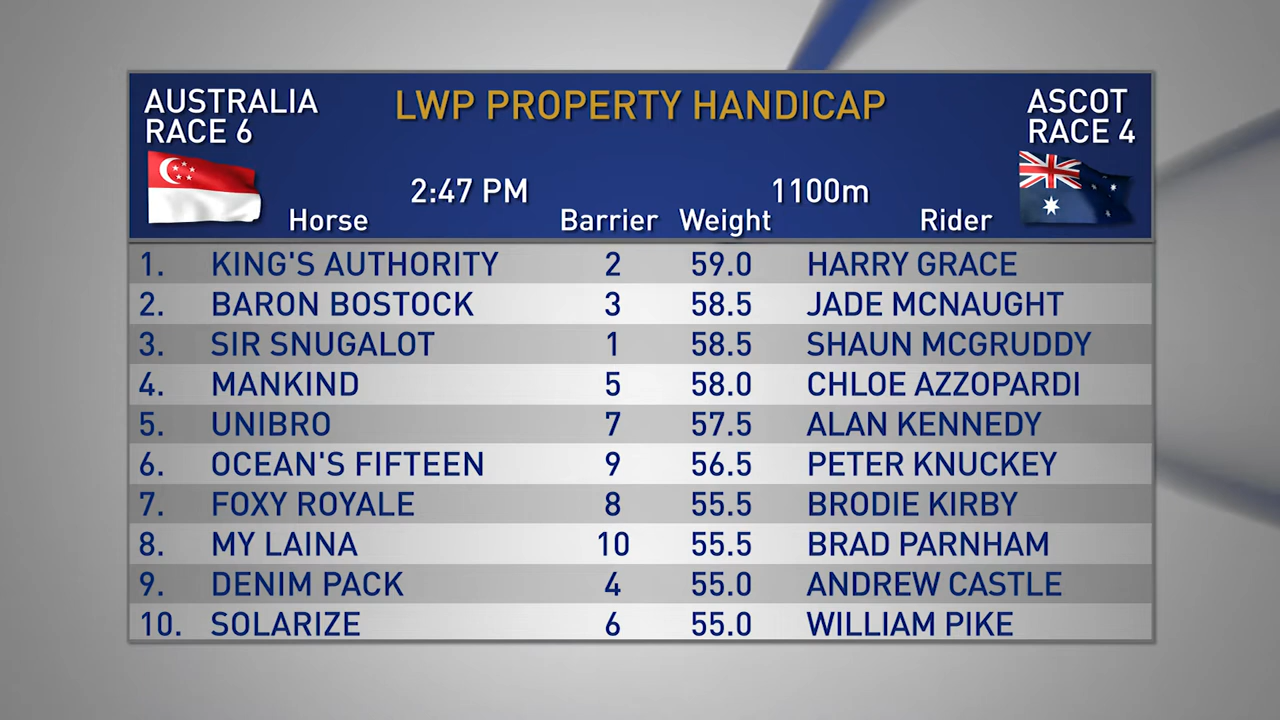 AUSTRALIA RACE 6
LWP PROPERTY HANDICAP
ASCOT RACE 4
2:47 PM 1100m
Horse Barrier Weight Rider
1. KING'S AUTHORITY 2 59.0 HARRY GRACE
2. BARON BOSTOCK 3 58.5 JADE MCNAUGHT
3. SIR SNUGALOT 1 58.5 SHAUN MCGRUDDY
4. MANKIND 5 58.0 CHLOE AZZOPARDI
5. UNIBRO 7 57.5 ALAN KENNEDY
6. OCEAN'S FIFTEEN 9 56.5 PETER KNUCKEY
7. FOXY ROYALE 8 55.5 BRODIE KIRBY
8. MY LAINA 10 55.5 BRAD PARNHAM
9. DENIM PACK 4 55.0 ANDREW CASTLE
10. SOLARIZE 6 55.0 WILLIAM PIKE